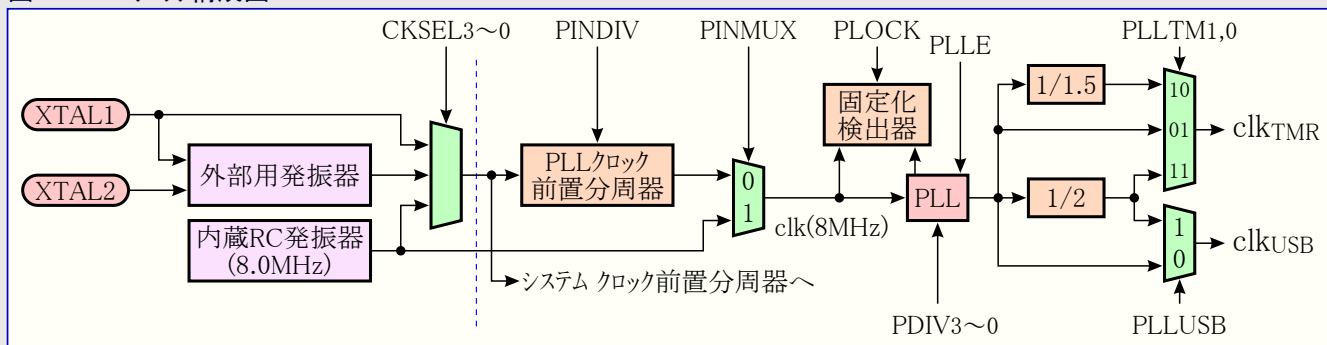 CKSEL3～0
PINDIV
PINMUX
PLOCK
PLLE
PLLTM1,0
XTAL1
XTAL2
外部用発振器
内蔵RC発振器
(8.0MHz)
PLLクロック
前置分周器
システム クロック前置分周器へ
0
1
clk(8MHz)
固定化
検出器
PLL
PDIV3～0
1/1.5
1/2
10
01
11
clkTMR
1
0
clkUSB
PLLUSB